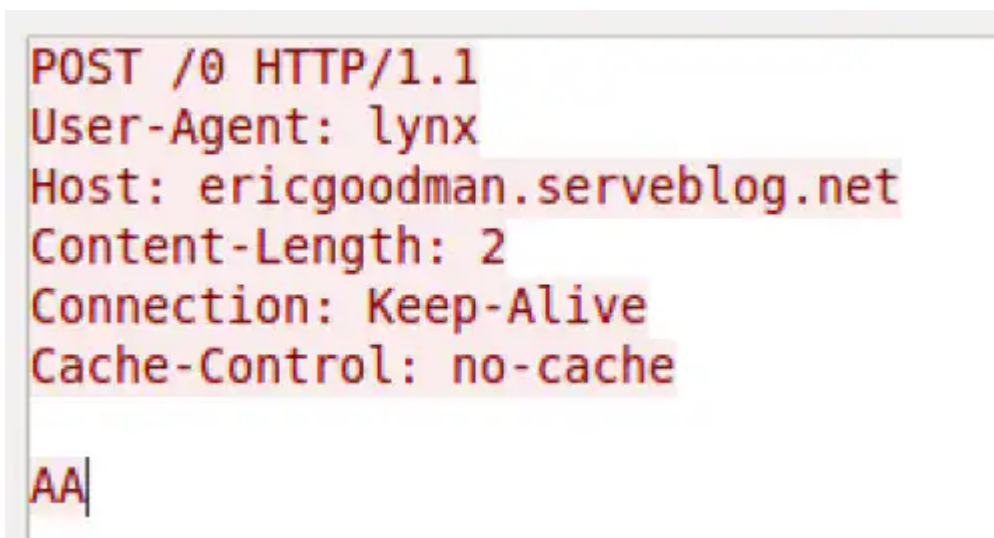 POST /0 HTTP/1.1
User-Agent: lynx
Host: ericgoodman.serveblog.net
Content-Length: 2
Connection: Keep-Alive
Cache-Control: no-cache

AA